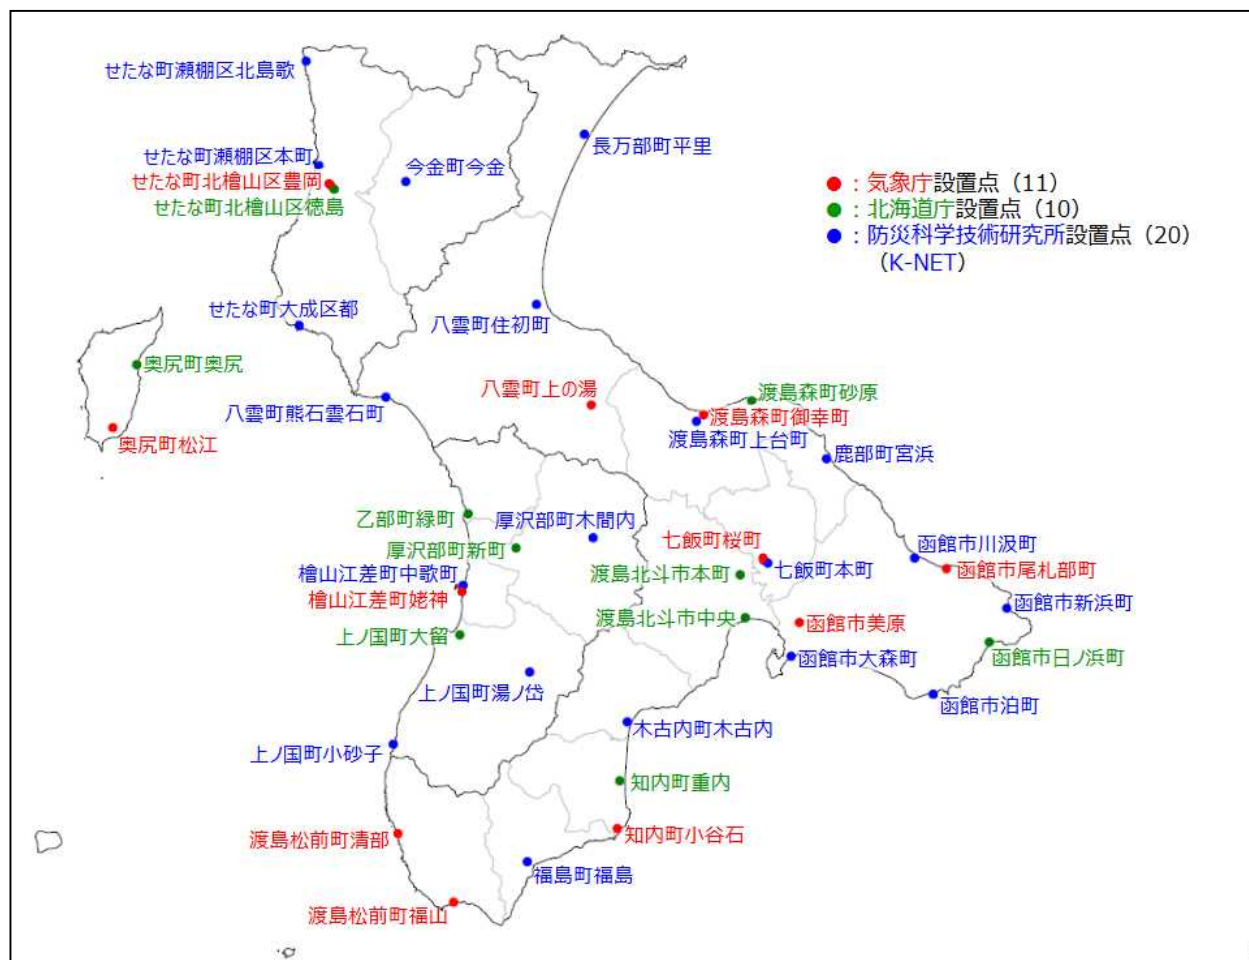 せたな町瀬棚区北島歌
長万部町平里
せたな町瀬棚区本町
今金町今金
せたな町北檜山区豊岡
せたな町北檜山区徳島
●：気象庁設置点（11）
●：北海道庁設置点（10）
●：防災科学技術研究所設置点（20）
（K-NET）
せたな町大成区都
八雲町住初町
奥尻町奥尻
八雲町上の湯
渡島森町砂原
八雲町熊石雲石町
渡島森町御幸町
渡島森町上台町
奥尻町松江
鹿部町宮浜
乙部町緑町
厚沢部町木間内
厚沢部町新町
七飯町桜町
函館市川汲町
檜山江差町中歌町
渡島北斗市本町
七飯町本町
函館市尾札部町
檜山江差町姥神
函館市新浜町
上ノ国町大留
渡島北斗市中央
函館市美原
函館市日ノ浜町
函館市大森町
上ノ国町湯ノ岱
函館市泊町
木古内町木古内
上ノ国町小砂子
知内町重内
渡島松前町清部
知内町小谷石
福島町福島
渡島松前町福山